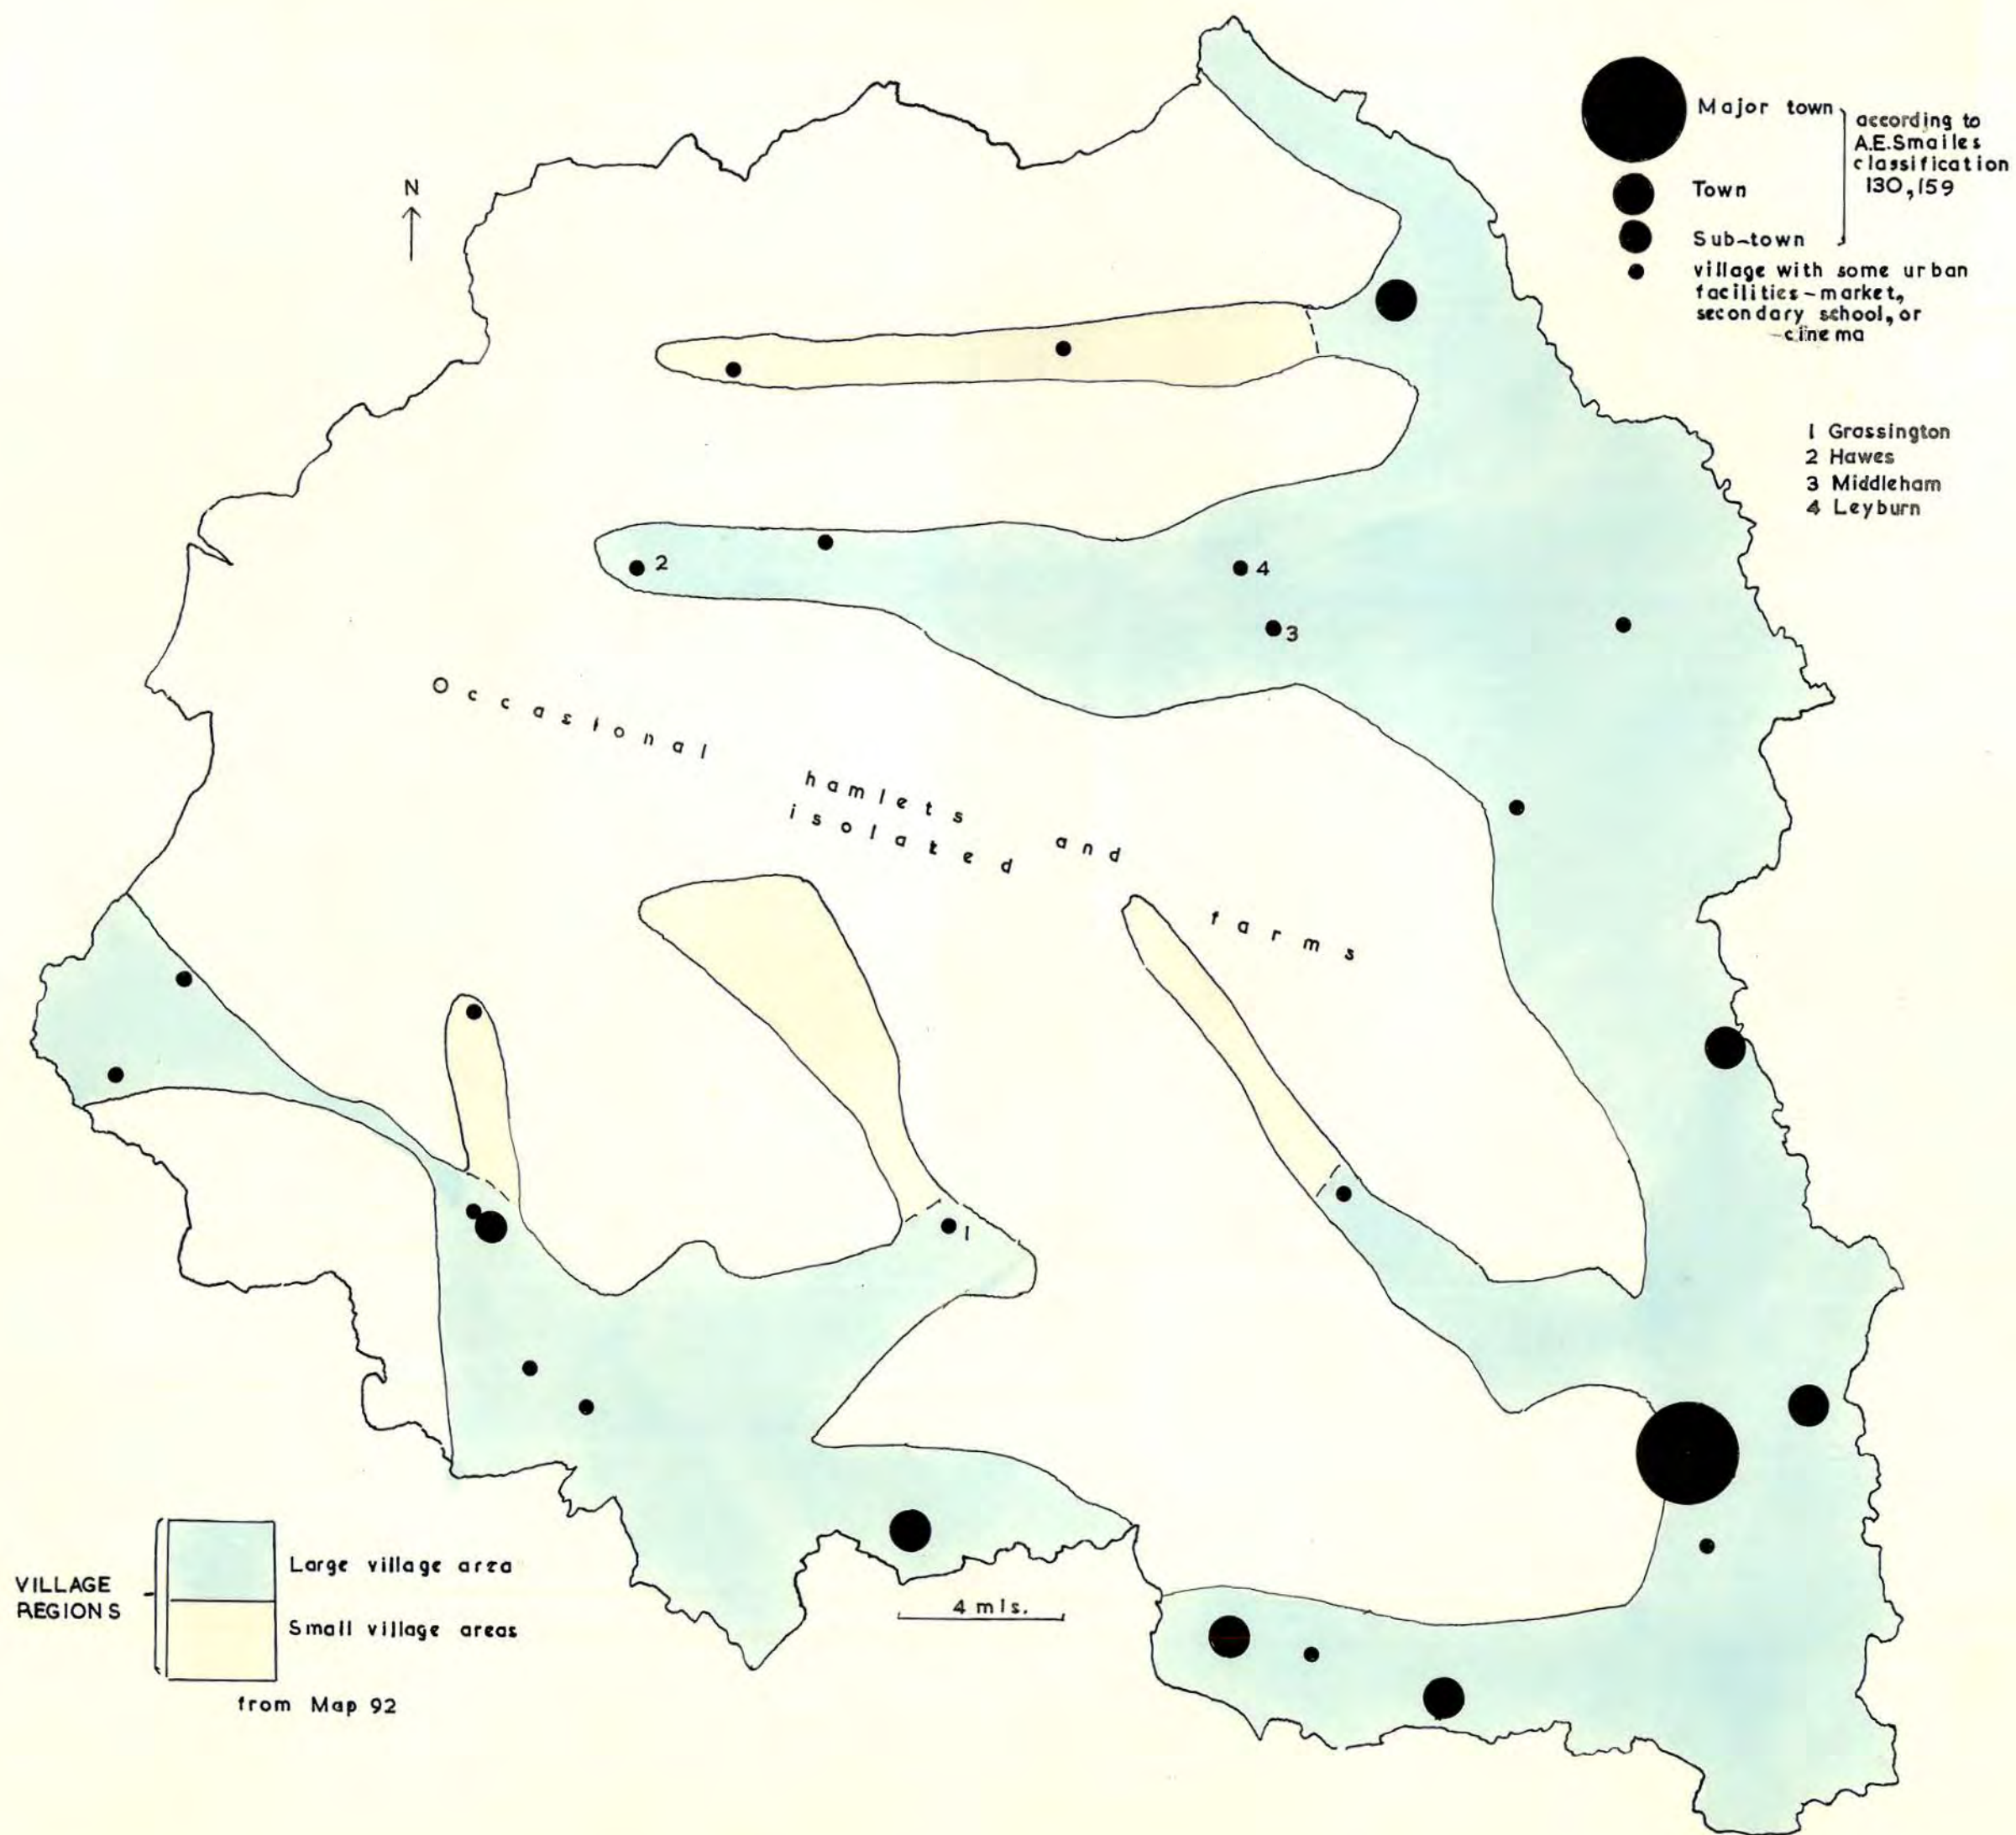 Major town
according to
A.E.Smailes
classification
130,159
Town
Sub-town
village with some urban
facilities - market,
secondary school, or
cinema
N
1 Grassington
2 Hawes
3 Middleham
4 Leyburn
2
4
3
Occasional
hamlets and
isolated
farms
1
VILLAGE
REGIONS
Large village area
Small village areas
from Map 92
4 mls.